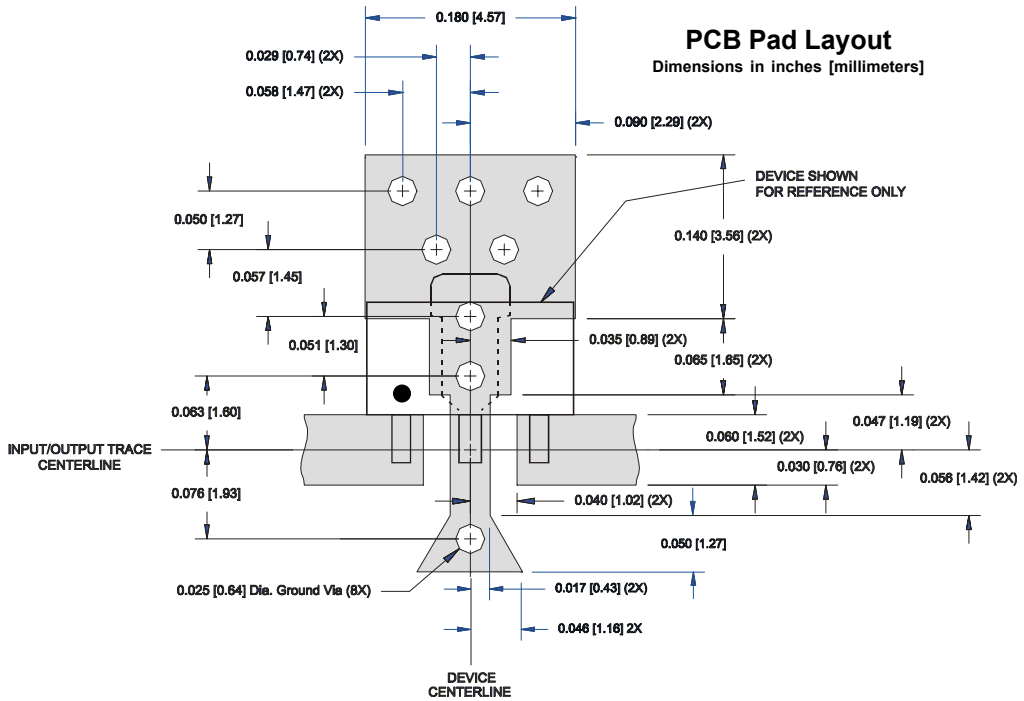 0.180 [4.57]
PCB Pad Layout
Dimensions in inches [millimeters]
0.029 [0.74] (2X)
0.058 [1.47] (2X)
0.090 [2.29] (2X)
DEVICE SHOWN
FOR REFERENCE ONLY
0.050 [1.27]
0.140 [3.56] (2X)
0.057 [1.45]
0.051 [1.30]
0.035 [0.89] (2X)
0.065 [1.65] (2X)
0.063 [1.60]
0.047 [1.19] (2X)
0.060 [1.52] (2X)
INPUT/OUTPUT TRACE
CENTERLINE
0.030 [0.76] (2X)
0.056 [1.42] (2X)
0.076 [1.93]
0.040 [1.02] (2X)
0.050 [1.27]
0.025 [0.64] Dia. Ground Via (8X)
0.017 [0.43] (2X)
0.046 [1.16] 2X
DEVICE
CENTERLINE